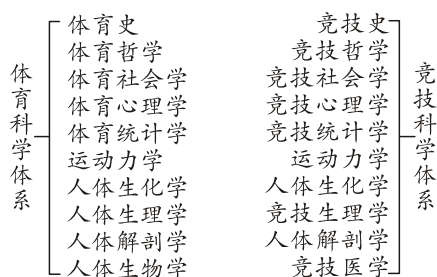 体育科学体系
体育史
体育哲学
体育社会学
体育心理学
体育统计学
运动力学
人体生化学
人体生理学
人体解剖学
人体生物学
竞技史
竞技哲学
竞技社会学
竞技心理学
竞技统计学
运动力学
人体生化学
竞技生理学
人体解剖学
竞技医学
竞技科学体系